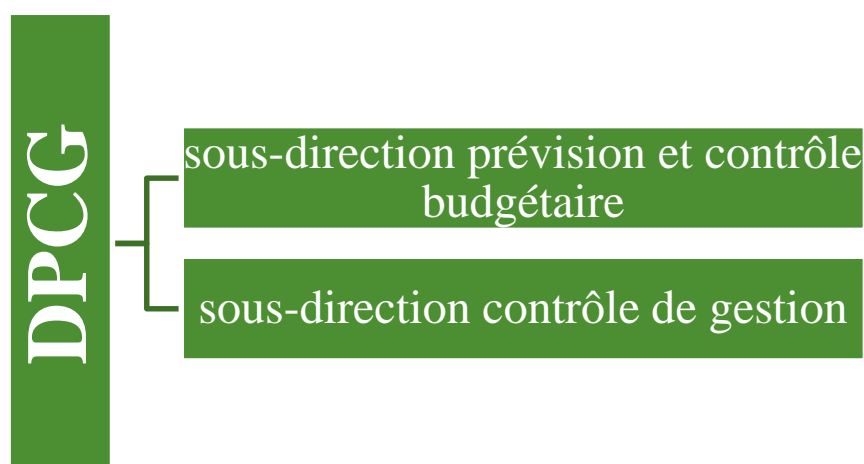 DPCG
sous-direction prévision et contrôle
budgétaire
sous-direction contrôle de gestion